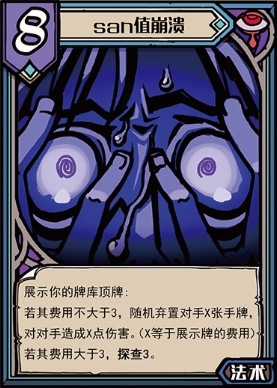 8
san值崩溃
展示你的牌库顶牌：
若其费用不大于3，随机弃置对手X张手牌，
对对手造成X点伤害。（X等于展示牌的费用）
若其费用大于3，探查3。
法术